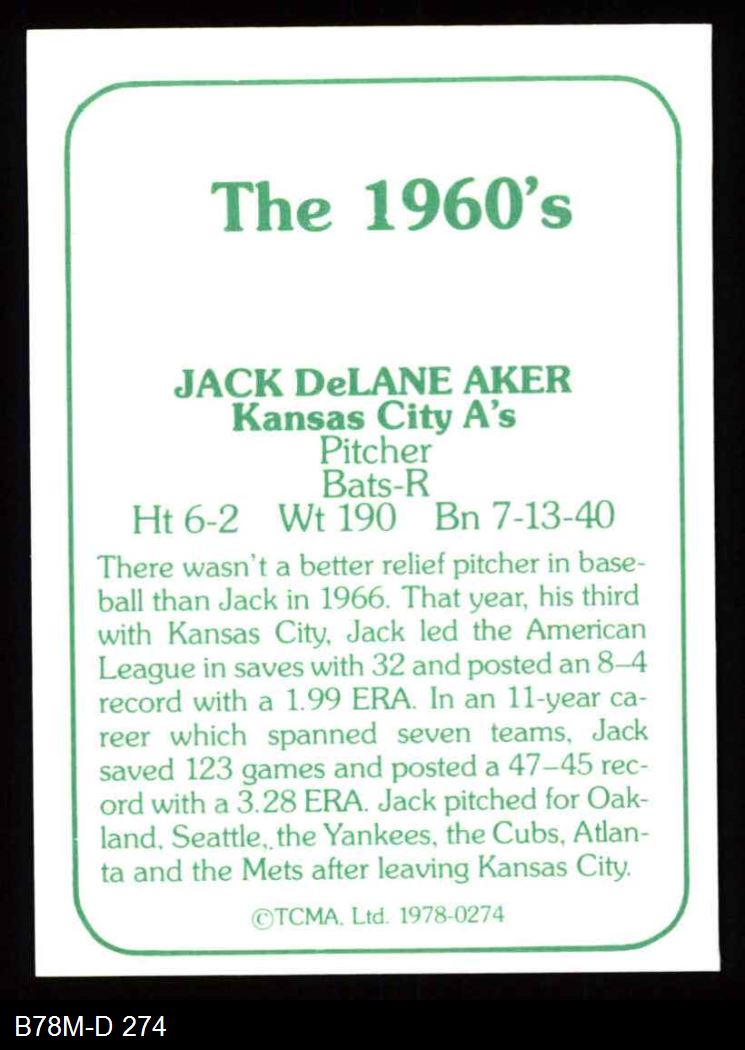 The 1960's
JACK DeLANE AKER
Kansas City A's
Pitcher
Bats-R
Ht 6-2 Wt 190 Bn 7-13-40
There wasn't a better relief pitcher in base-
ball than Jack in 1966. That year, his third
with Kansas City, Jack led the American
League in saves with 32 and posted an 8–4
record with a 1.99 ERA. In an 11-year ca-
reer which spanned seven teams, Jack
saved 123 games and posted a 47–45 rec-
ord with a 3.28 ERA. Jack pitched for Oak-
land, Seattle, the Yankees, the Cubs, Atlan-
ta and the Mets after leaving Kansas City.
©TCMA, Ltd. 1978-0274
B78M-D 274